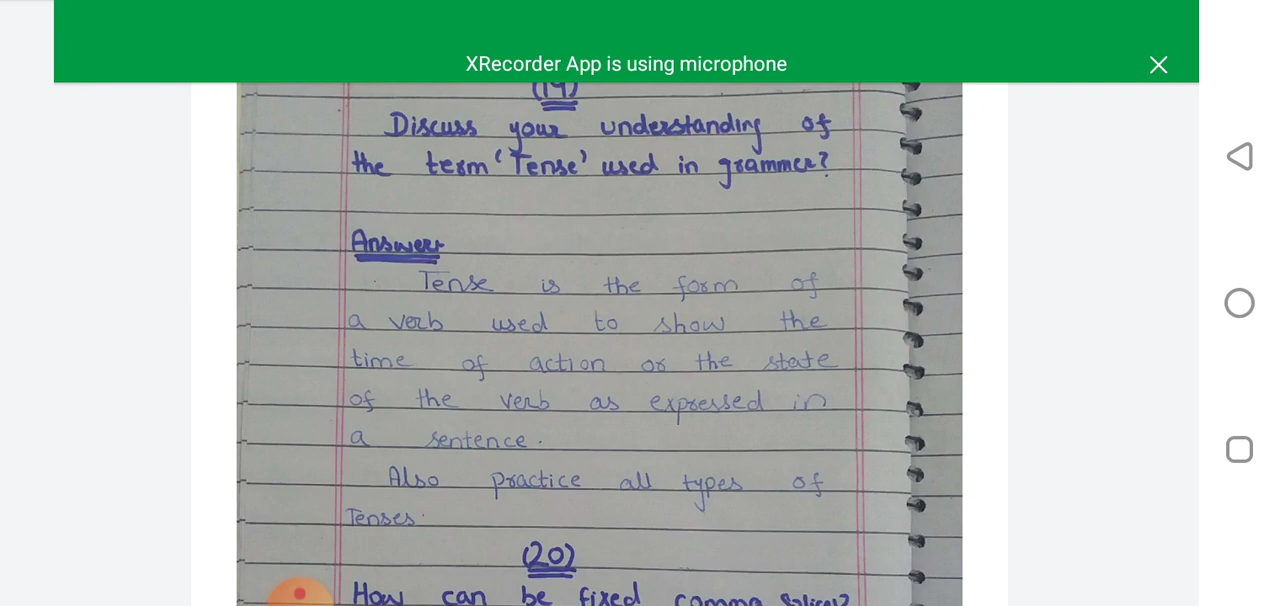 XRecorder App is using microphone
(19)
Discuss your understanding of
the term 'Tense' used in grammer?
Answer
Tense is the form of
a verb used to show the
time of action or the state
of the verb as expressed in
a sentence.
Also practice all types of
Tenses.
(20)
How can be fixed comma splices?